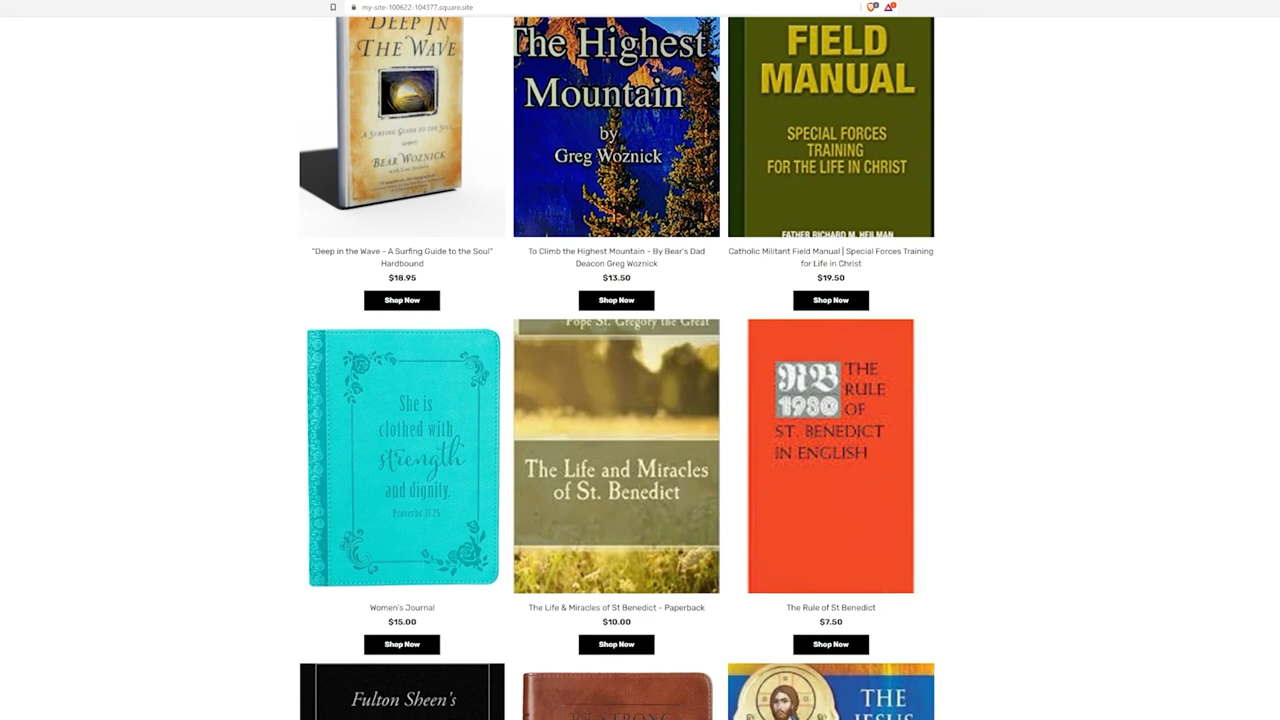 my-site-100622-104377.square.site
DEEP IN
THE WAVE
A SURFING GUIDE TO THE SOUL
BEAR WOZNICK
The Highest
Mountain
by
Greg Woznick
FIELD
MANUAL
SPECIAL FORCES
TRAINING
FOR THE LIFE IN CHRIST
FATHER RICHARD M. HEILMAN
"Deep in the Wave - A Surfing Guide to the Soul"
Hardbound
$18.95
Shop Now
To Climb the Highest Mountain - By Bear's Dad
Deacon Greg Woznick
$13.50
Shop Now
Catholic Militant Field Manual | Special Forces Training
for Life in Christ
$19.50
Shop Now
She is
clothed with
strength
and dignity.
Proverbs 31:25
Pope St. Gregory the Great
The Life and Miracles
of St. Benedict
RB
1980
THE
RULE
OF
ST. BENEDICT
IN ENGLISH
Women's Journal
$15.00
Shop Now
The Life & Miracles of St Benedict - Paperback
$10.00
Shop Now
The Rule of St Benedict
$7.50
Shop Now
Fulton Sheen's
BE STRONG
THE
JESUS